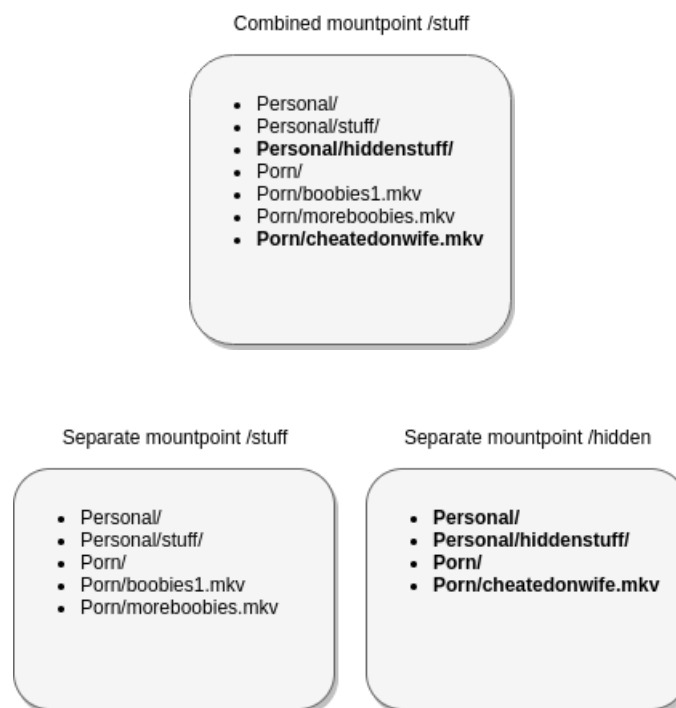 Combined mountpoint /stuff
Personal/
Personal/stuff/
Personal/hiddenstuff/
Porn/
Porn/boobies1.mkv
Porn/moreboobies.mkv
Porn/cheatedonwife.mkv
Separate mountpoint /stuff
Personal/
Personal/stuff/
Porn/
Porn/boobies1.mkv
Porn/moreboobies.mkv
Separate mountpoint /hidden
Personal/
Personal/hiddenstuff/
Porn/
Porn/cheatedonwife.mkv